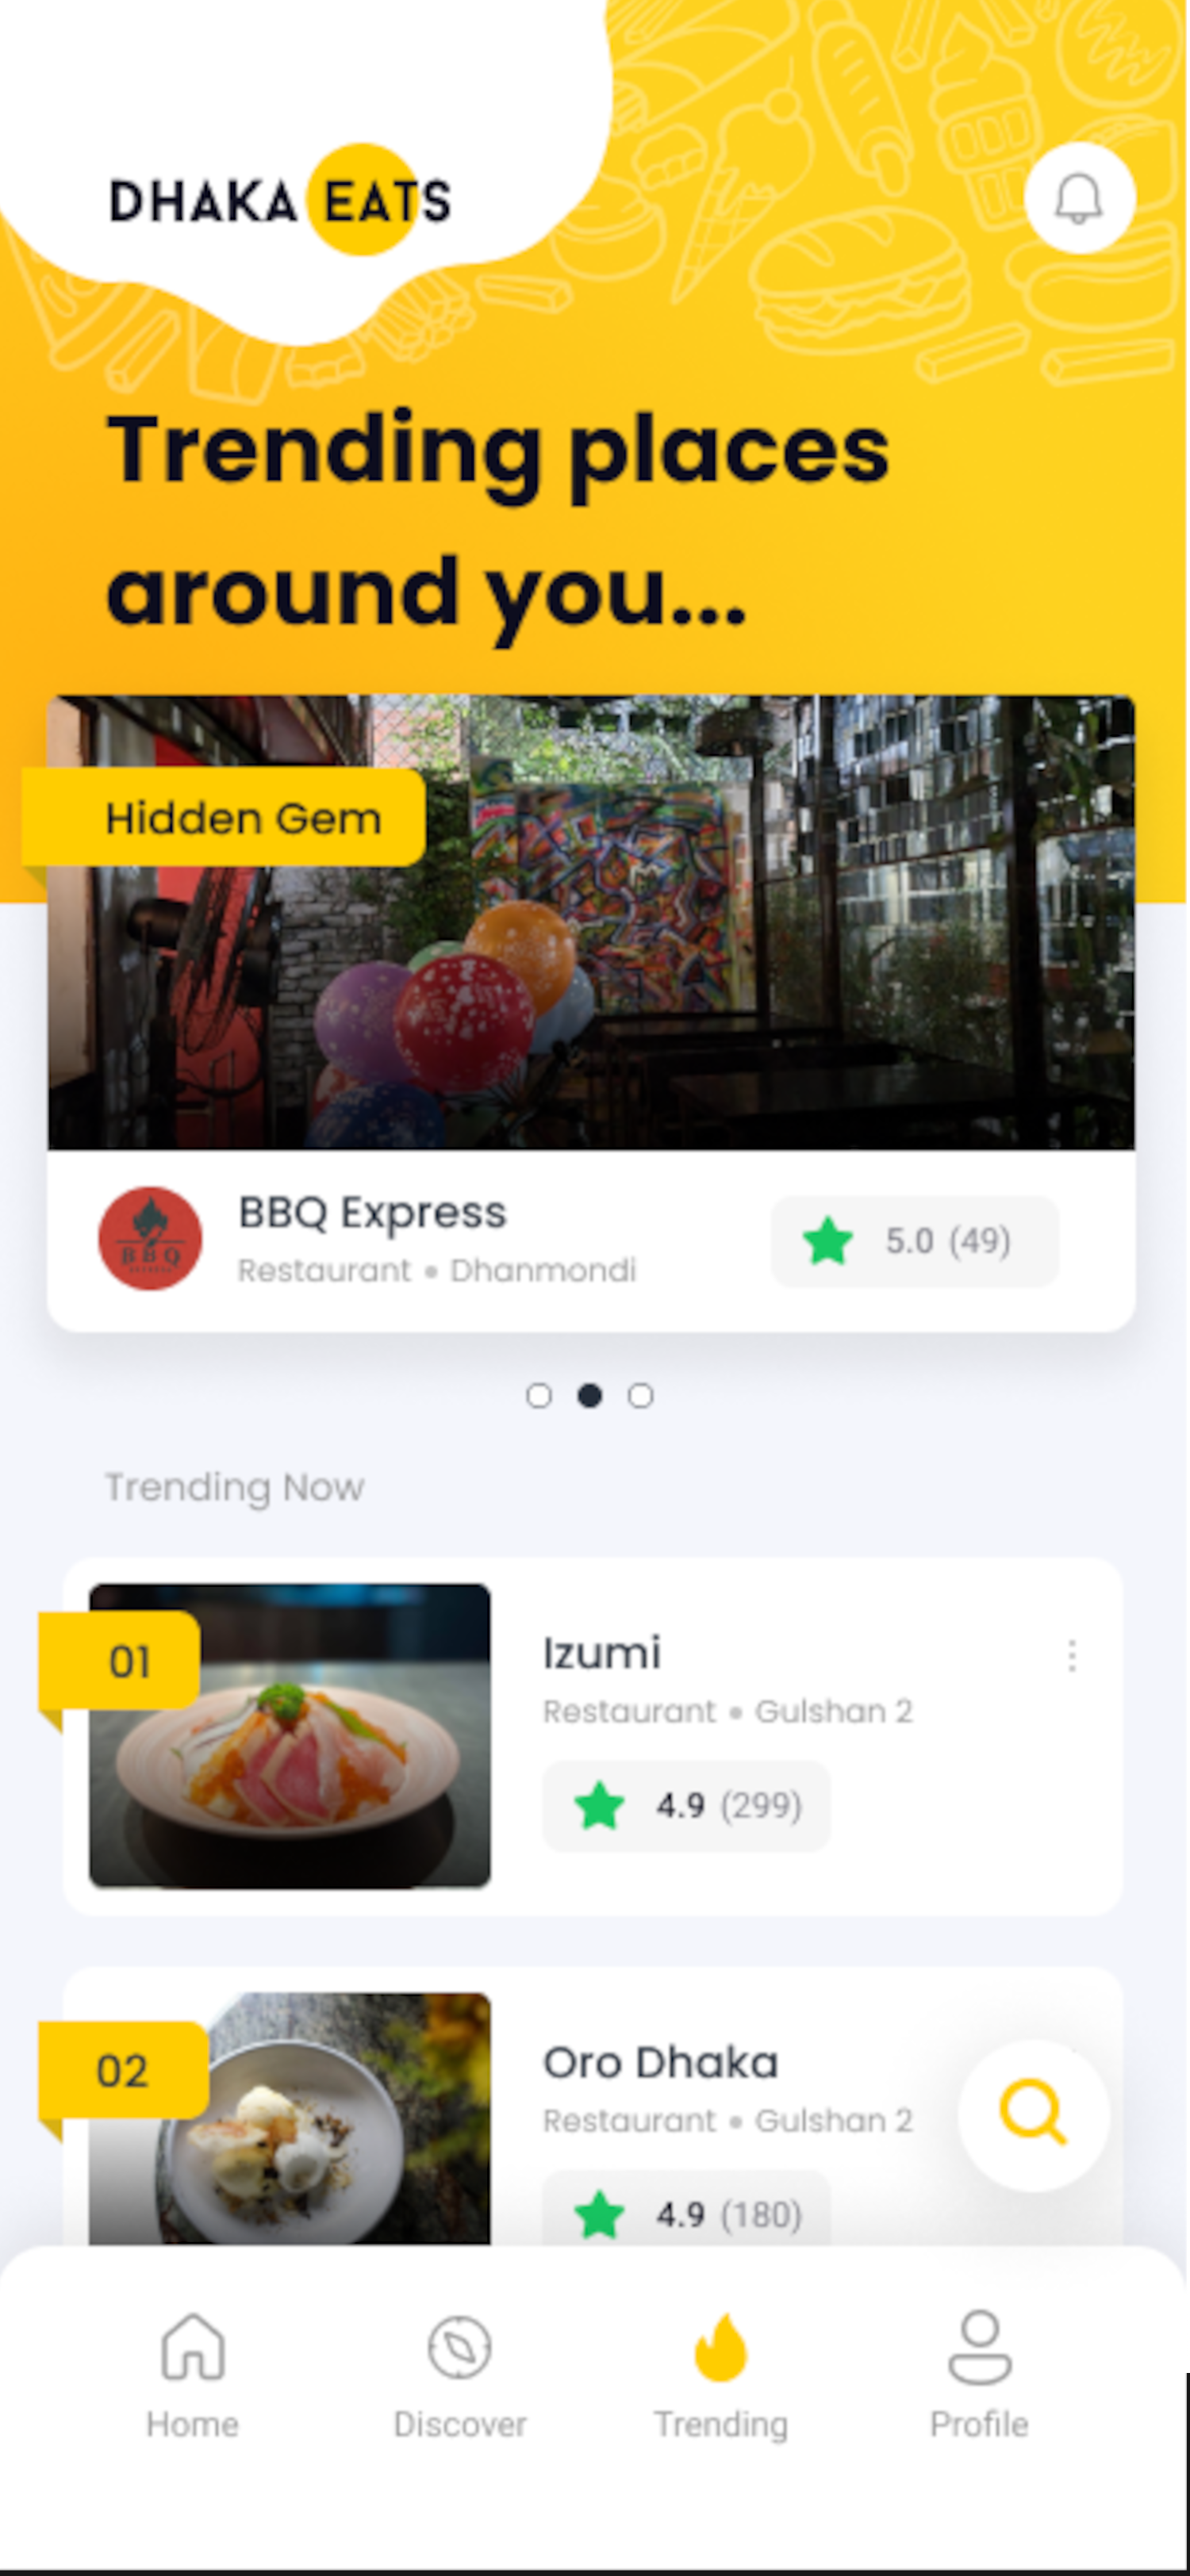 DHAKA EATS
Trending places
around you...
Hidden Gem
BBQ
BBQ Express
Restaurant • Dhanmondi
5.0 (49)
Trending Now
01
Izumi
Restaurant • Gulshan 2
4.9 (299)
02
Oro Dhaka
Restaurant • Gulshan 2
4.9 (180)
Home
Discover
Trending
Profile